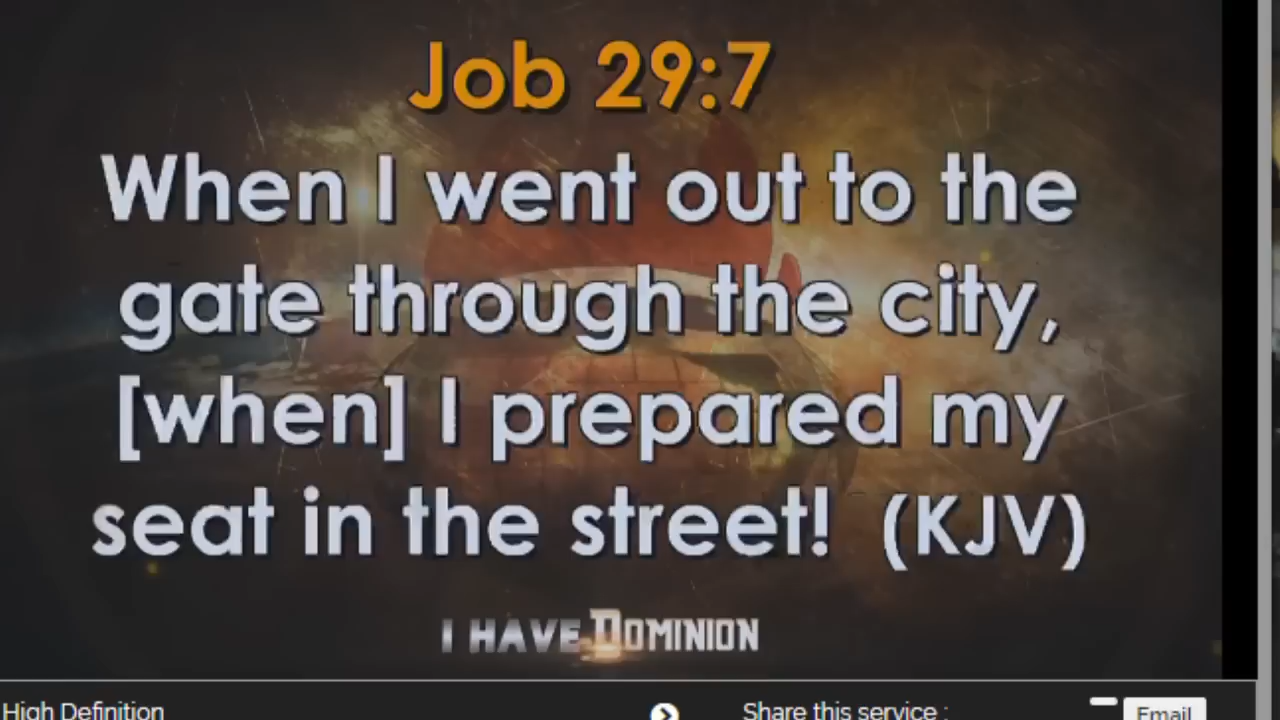 Job 29:7
When I went out to the
gate through the city,
[when] I prepared my
seat in the street! (KJV)
I HAVE DOMINION
High Definition
Share this service :
Email